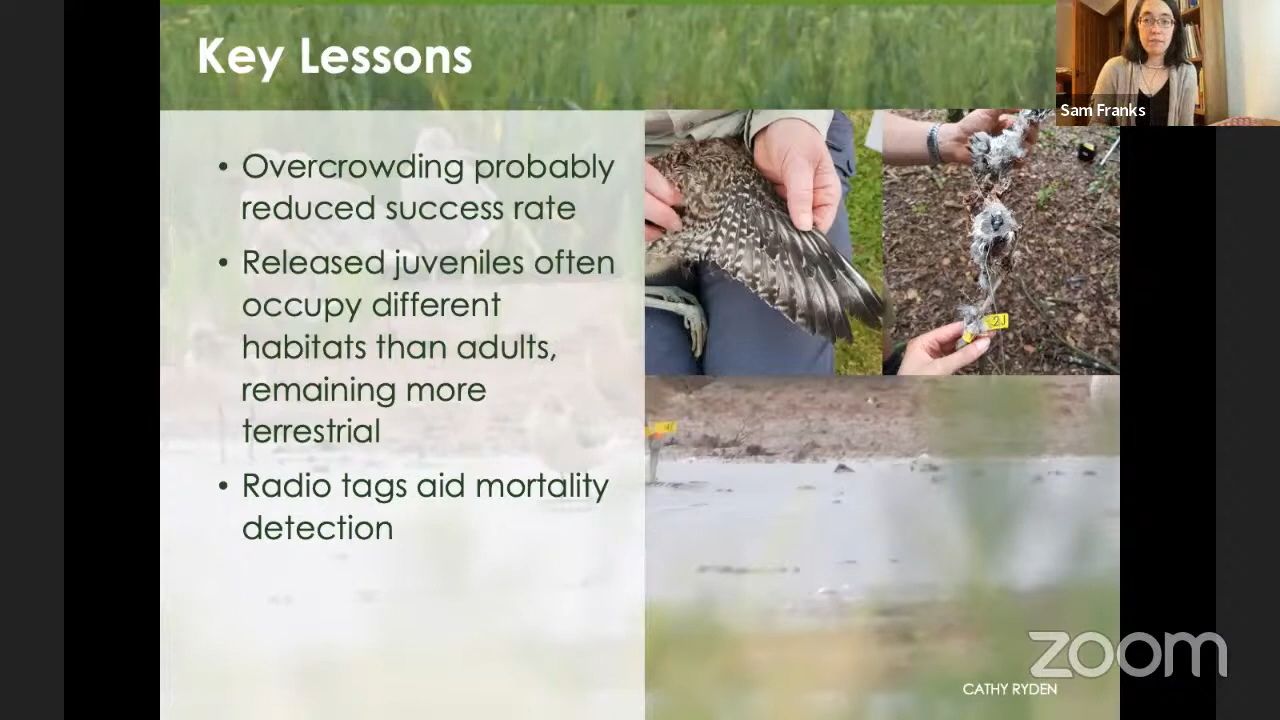 Key Lessons
Sam Franks
• Overcrowding probably
reduced success rate
• Released juveniles often
occupy different
habitats than adults,
remaining more
terrestrial
• Radio tags aid mortality
detection
2J
zoom
CATHY RYDEN